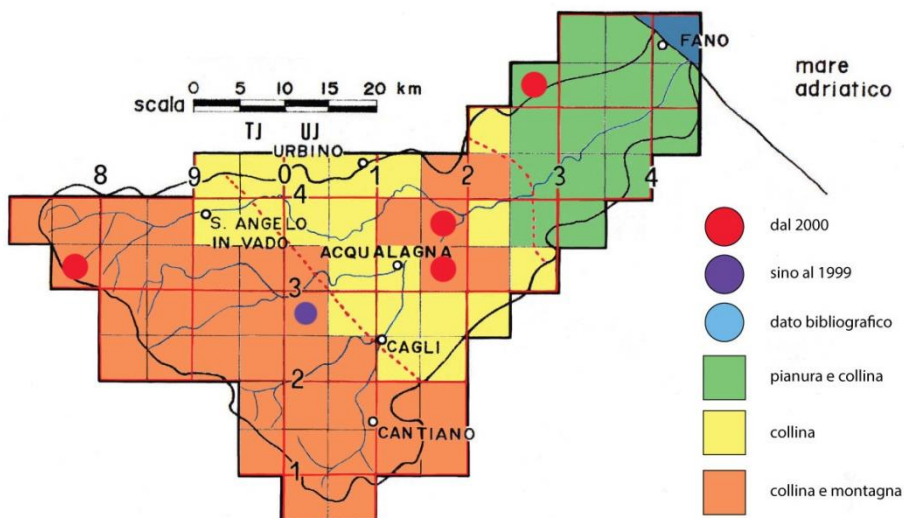 FANO
mare
adriatico
scala
0 5 10 15 20 km
TJ UJ
URBINO
8 9 0 1 2 3 4
4
S. ANGELO
IN VADO
ACQUALAGNA
3
CAGLI
2
CANTIANO
1
dal 2000
sino al 1999
dato bibliografico
pianura e collina
collina
collina e montagna